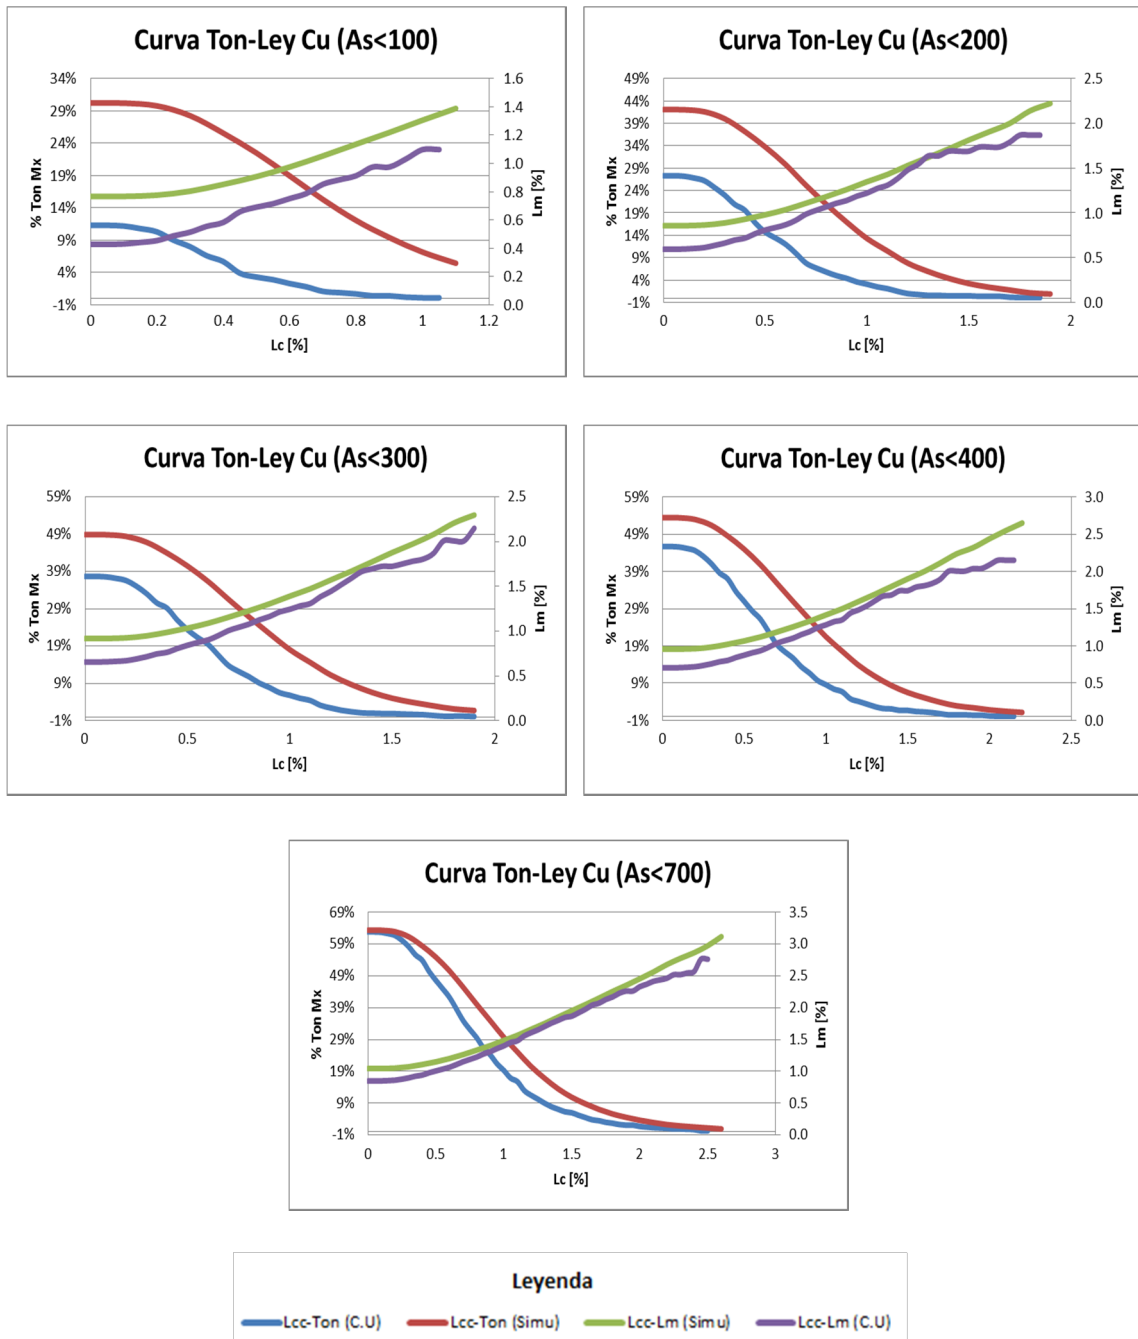 Curva Ton-Ley Cu (As<100)
% Ton Mx
34%
29%
24%
19%
14%
9%
4%
-1%
1.6
1.4
1.2
1.0
0.8
0.6
0.4
0.2
0.0
Lm [%]
0 0.2 0.4 0.6 0.8 1 1.2
Lc [%]
Curva Ton-Ley Cu (As<200)
% Ton Mx
49%
44%
39%
34%
29%
24%
19%
14%
9%
4%
-1%
2.5
2.0
1.5
1.0
0.5
0.0
Lm [%]
0 0.5 1 1.5 2
Lc [%]
Curva Ton-Ley Cu (As<300)
% Ton Mx
59%
49%
39%
29%
19%
9%
-1%
2.5
2.0
1.5
1.0
0.5
0.0
Lm [%]
0 0.5 1 1.5 2
Lc [%]
Curva Ton-Ley Cu (As<400)
% Ton Mx
59%
49%
39%
29%
19%
9%
-1%
3.0
2.5
2.0
1.5
1.0
0.5
0.0
Lm [%]
0 0.5 1 1.5 2 2.5
Lc [%]
Curva Ton-Ley Cu (As<700)
% Ton Mx
69%
59%
49%
39%
29%
19%
9%
-1%
3.5
3.0
2.5
2.0
1.5
1.0
0.5
0.0
Lm [%]
0 0.5 1 1.5 2 2.5 3
Lc [%]
Leyenda
Lcc-Ton (C.U) Lcc-Ton (Simu) Lcc-Lm (Simu) Lcc-Lm (C.U)